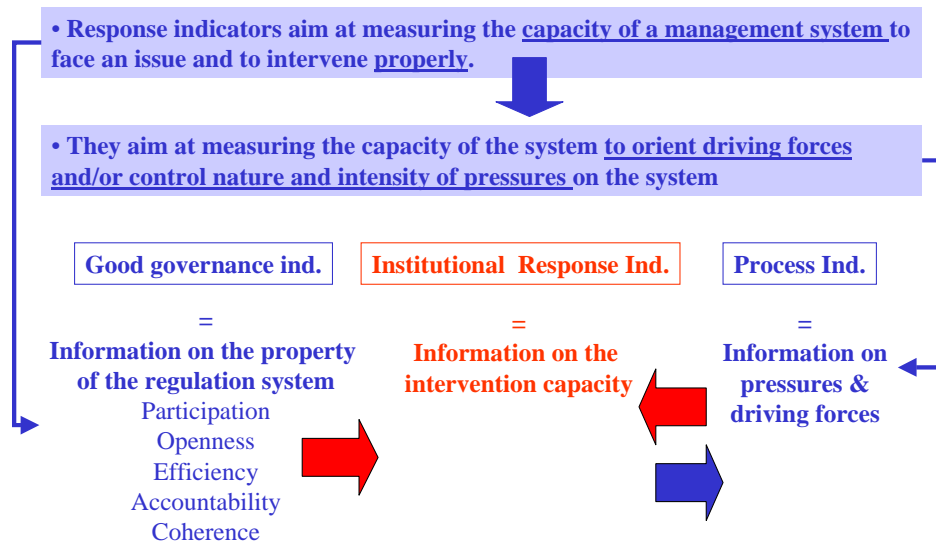 • Response indicators aim at measuring the capacity of a management system to
face an issue and to intervene properly.
• They aim at measuring the capacity of the system to orient driving forces
and/or control nature and intensity of pressures on the system
Good governance ind.
=
Information on the property
of the regulation system
Participation
Openness
Efficiency
Accountability
Coherence
Institutional Response Ind.
=
Information on the
intervention capacity
Process Ind.
=
Information on
pressures &
driving forces